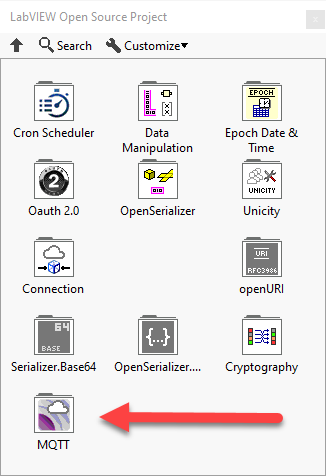 LabVIEW Open Source Project
x
Search
Customize
Cron Scheduler
Data
Manipulation
EPOCH
Epoch Date &
Time
2
Oauth 2.0
OpenSerializer
UNICITY
Unicity
Connection
URI
RFC3986
openURI
64
BASE
Serializer.Base64
{...}
OpenSerializer....
Cryptography
MQTT